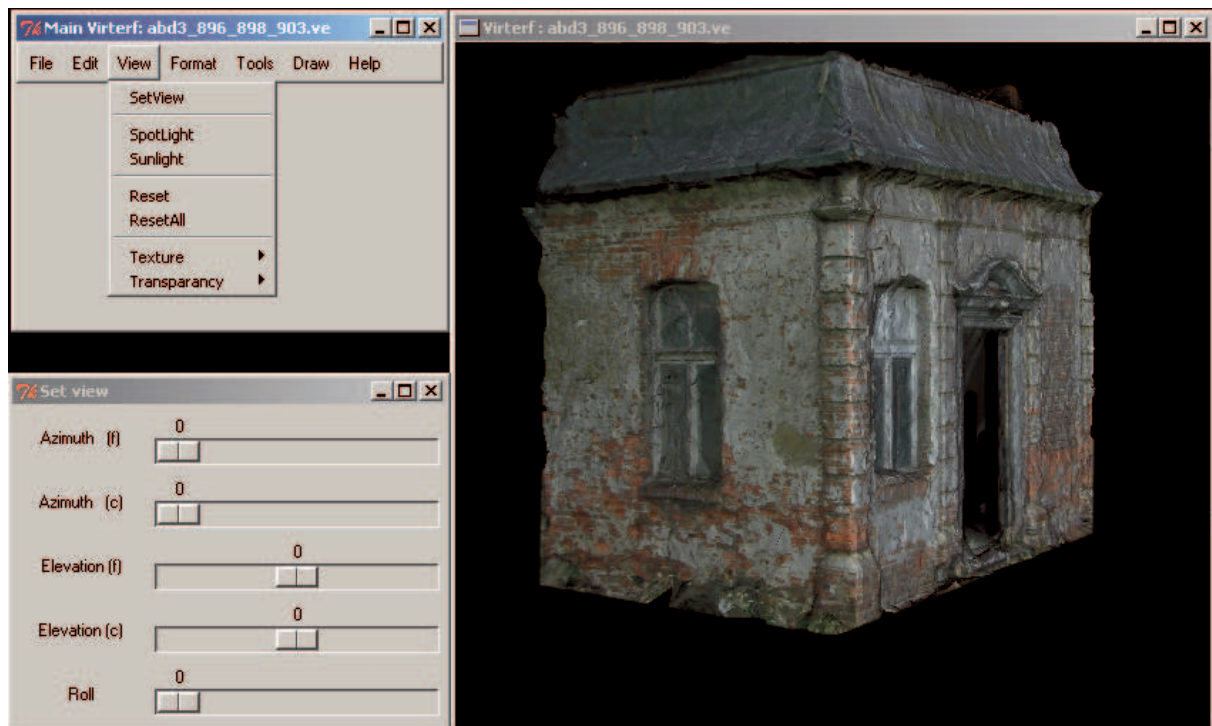 Main Virterf: abd3_896_898_903.ve
File Edit View Format Tools Draw Help
SetView
SpotLight
Sunlight
Reset
ResetAll
Texture
Transparancy
Set view
Azimuth (f)
0
Azimuth (c)
0
Elevation (f)
0
Elevation (c)
0
Roll
0
Virterf : abd3_896_898_903.ve